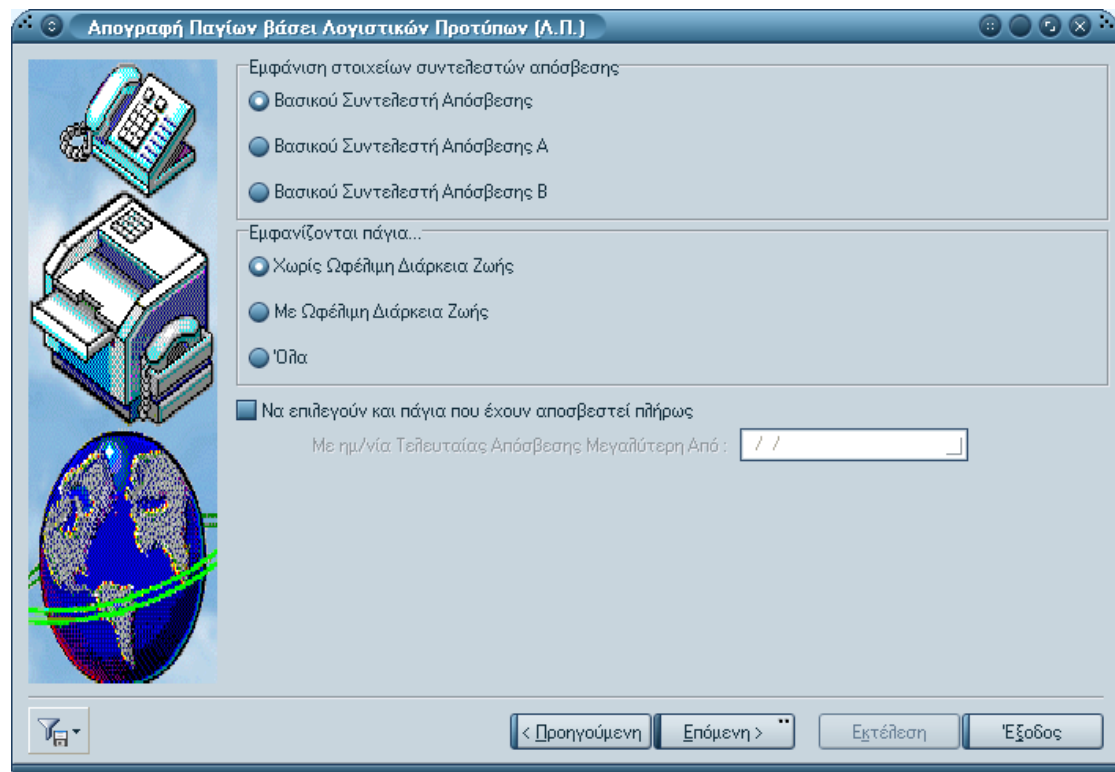 Απογραφή Παγίων βάσει Λογιστικών Προτύπων (Λ.Π.)
Εμφάνιση στοιχείων συντελεστών απόσβεσης
Βασικού Συντελεστή Απόσβεσης
Βασικού Συντελεστή Απόσβεσης Α
Βασικού Συντελεστή Απόσβεσης Β
Εμφανίζονται πάγια...
Χωρίς Ωφέλιμη Διάρκεια Ζωής
Με Ωφέλιμη Διάρκεια Ζωής
Όλα
Να επιλεγούν και πάγια που έχουν αποσβεστεί πλήρως
Με ημ/νία Τελευταίας Απόσβεσης Μεγαλύτερη Από : / /
< Προηγούμενη Επόμενη > Εκτέλεση Έξοδος